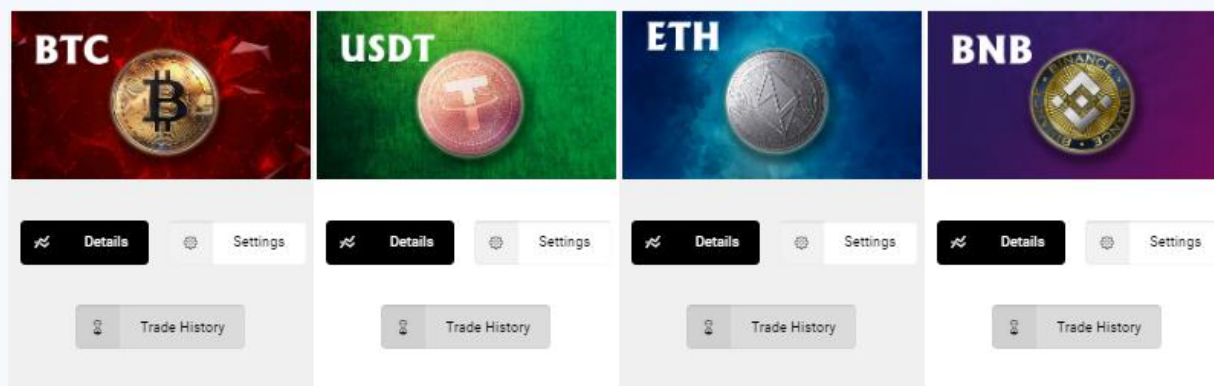 BTC
USDT
ETH
BNB
BINANCE
Details
Settings
Details
Settings
Details
Settings
Details
Settings
Trade History
Trade History
Trade History
Trade History